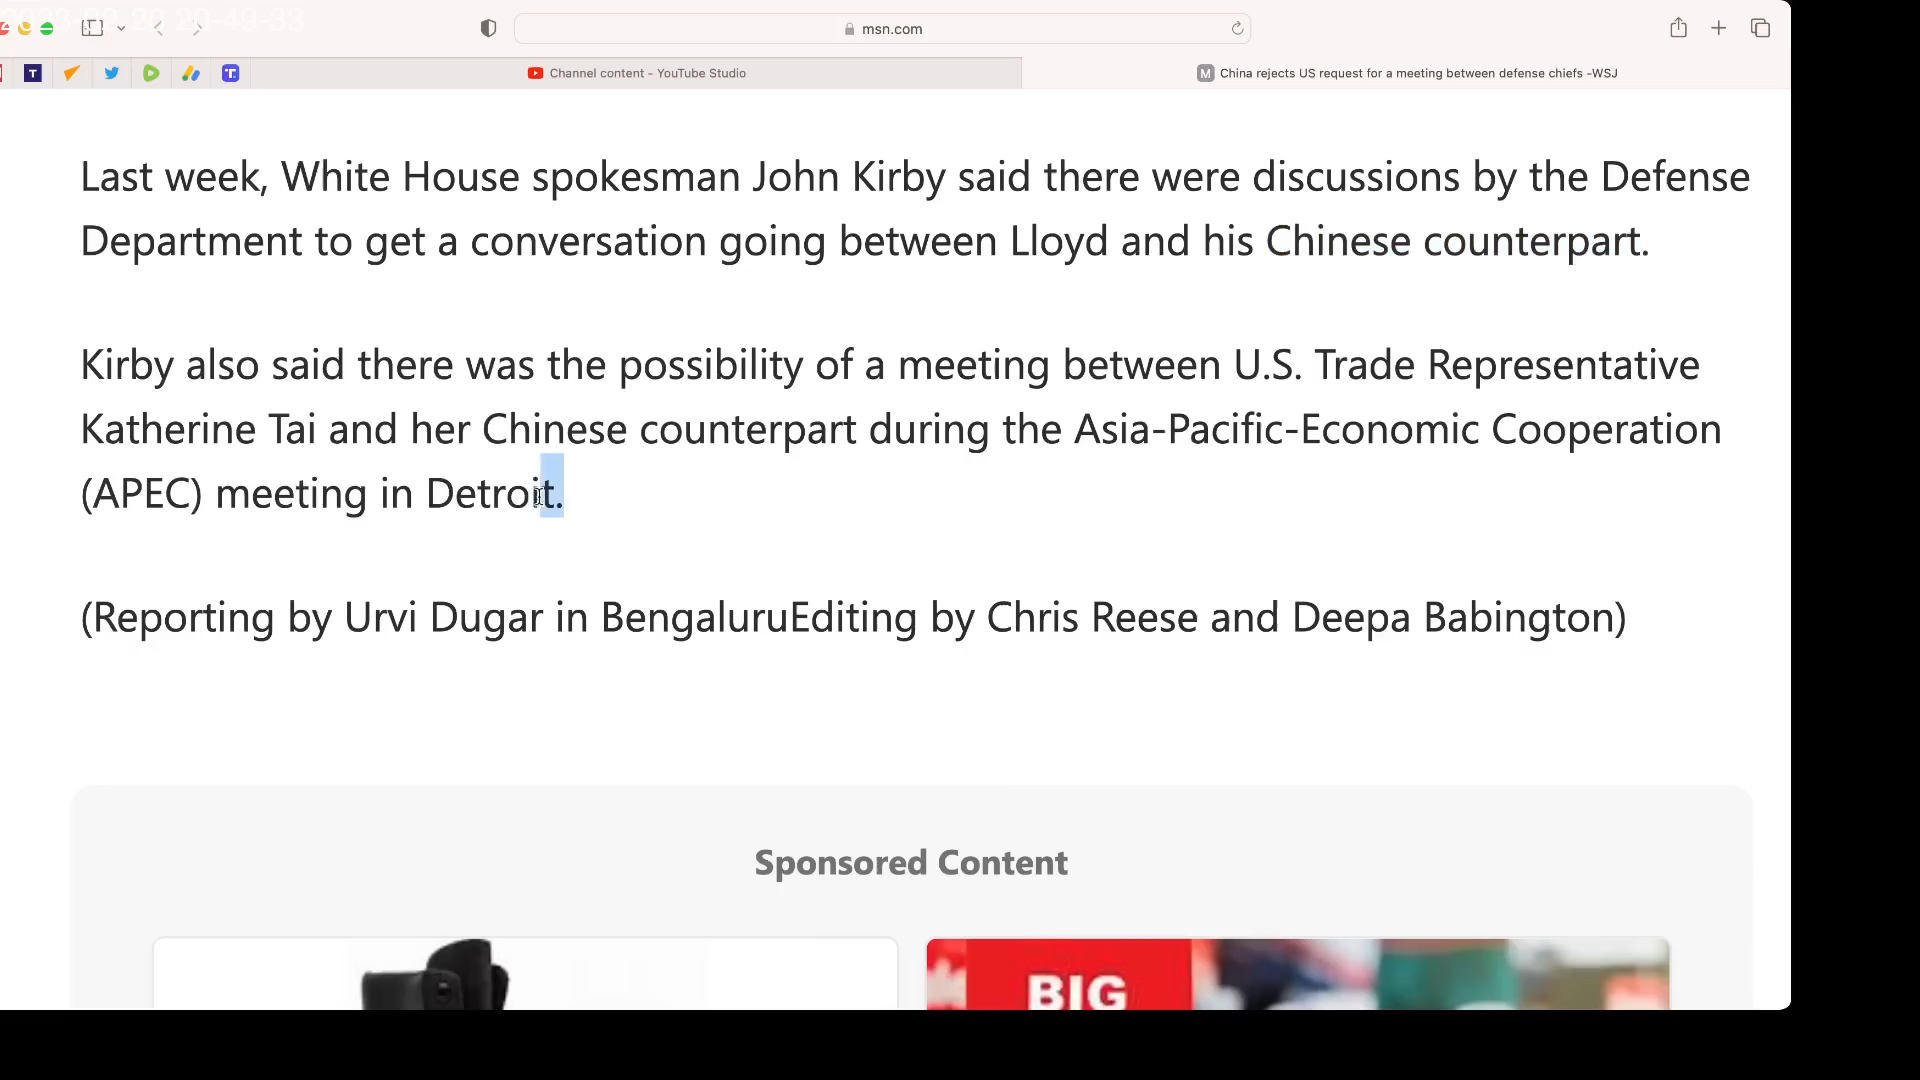 msn.com
T
T.
Channel content - YouTube Studio
M China rejects US request for a meeting between defense chiefs -WSJ
Last week, White House spokesman John Kirby said there were discussions by the Defense
Department to get a conversation going between Lloyd and his Chinese counterpart.
Kirby also said there was the possibility of a meeting between U.S. Trade Representative
Katherine Tai and her Chinese counterpart during the Asia-Pacific-Economic Cooperation
(APEC) meeting in Detroit.
(Reporting by Urvi Dugar in BengaluruEditing by Chris Reese and Deepa Babington)
Sponsored Content
BIG